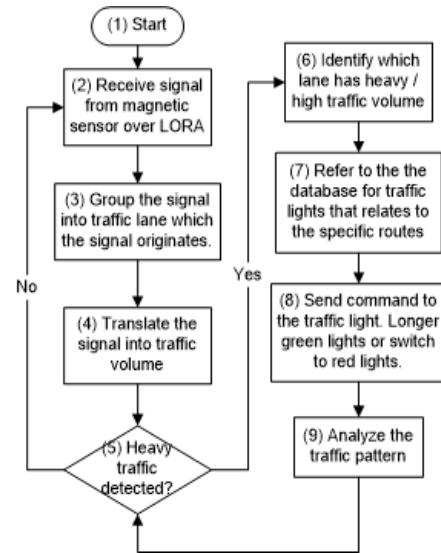 (1) Start
(2) Receive signal
from magnetic
sensor over LORA
(3) Group the signal
into traffic lane which
the signal originates.
No
(4) Translate the
signal into traffic
volume
(5) Heavy
traffic
detected?
Yes
(6) Identify which
lane has heavy /
high traffic volume
(7) Refer to the the
database for traffic
lights that relates to
the specific routes
(8) Send command to
the traffic light. Longer
green lights or switch
to red lights.
(9) Analyze the
traffic pattern